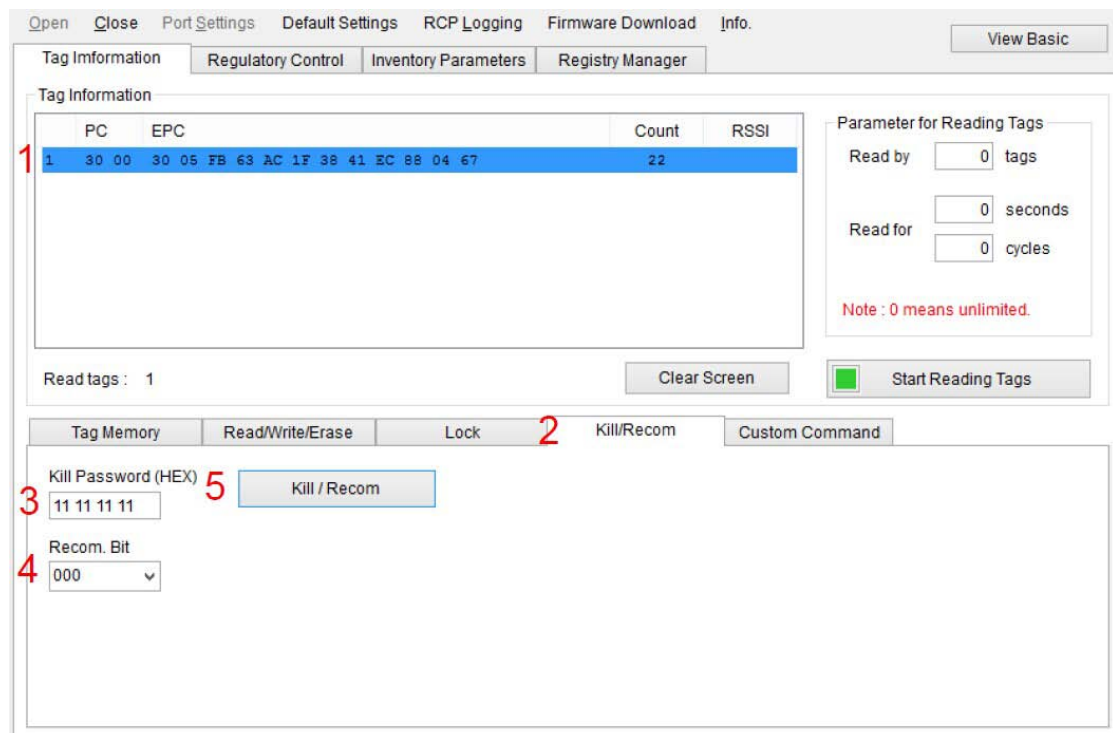 Open Close Port Settings Default Settings RCP Logging Firmware Download Info.
View Basic
Tag Imformation Regulatory Control Inventory Parameters Registry Manager
Tag Information
PC EPC Count RSSI
1 1 30 00 30 05 FB 63 AC 1F 38 41 EC 88 04 67 22
Parameter for Reading Tags
Read by 0 tags
Read for
0 seconds
0 cycles
Note : 0 means unlimited.
Read tags : 1 Clear Screen Start Reading Tags
Tag Memory Read/Write/Erase Lock 2 Kill/Recom Custom Command
Kill Password (HEX)
3 11 11 11 11
5 Kill / Recom
Recom. Bit
4 000